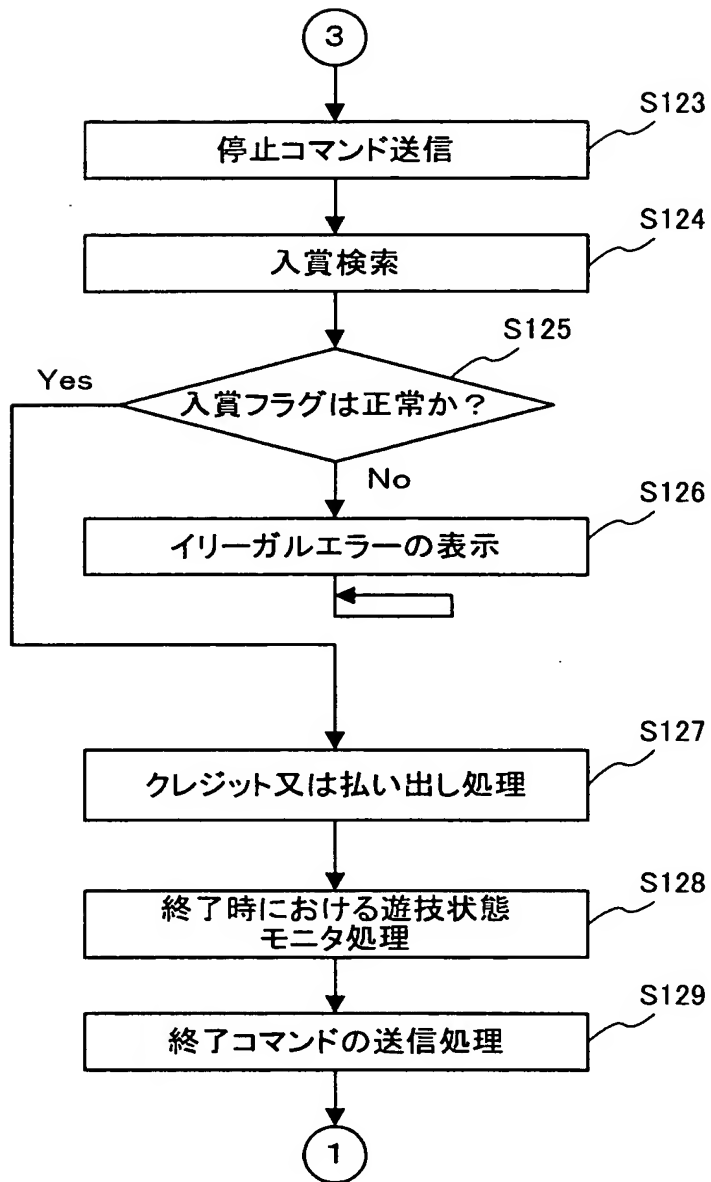 3
S123
停止コマンド送信
S124
入賞検索
S125
Yes
入賞フラグは正常か？
No
S126
イリーガルエラーの表示
S127
クレジット又は払い出し処理
S128
終了時における遊技状態
モニタ処理
S129
終了コマンドの送信処理
1